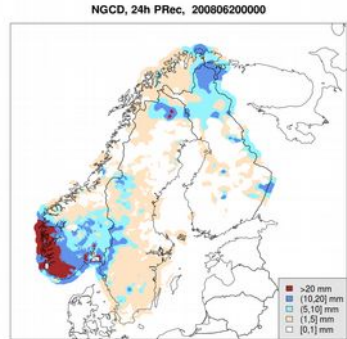 NGCD, 24h PRec, 200806200000
>20 mm
(10,20] mm
(5,10] mm
(1,5] mm
[0,1] mm